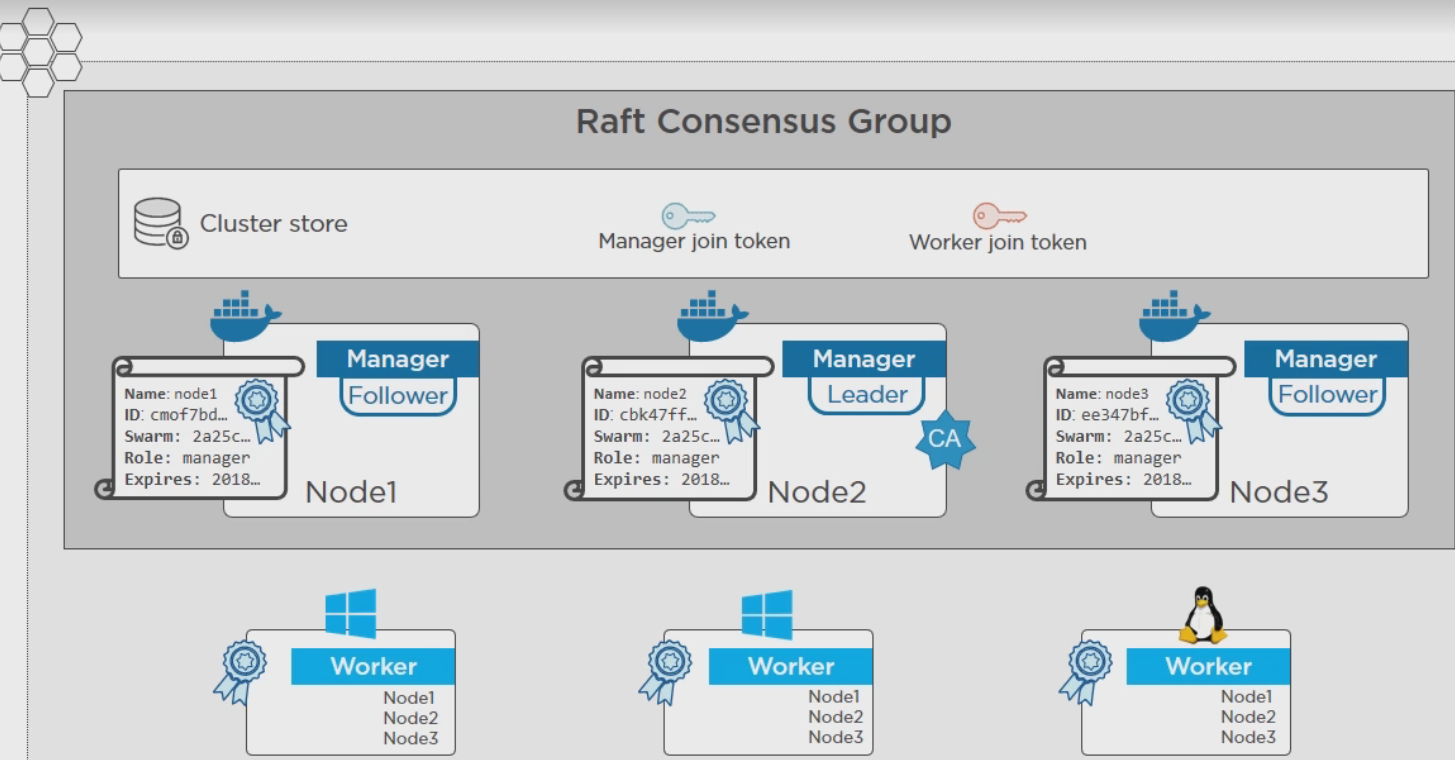 Raft Consensus Group
Cluster store
Manager join token
Worker join token
Manager
Follower
Name: node1
ID: cmof7bd...
Swarm: 2a25c...
Role: manager
Expires: 2018...
Node1
Manager
Leader
Name: node2
ID: cbk47ff...
Swarm: 2a25c...
Role: manager
Expires: 2018...
CA
Node2
Manager
Follower
Name: node3
ID: ee347bf...
Swarm: 2a25c...
Role: manager
Expires: 2018...
Node3
Worker
Node1
Node2
Node3
Worker
Node1
Node2
Node3
Worker
Node1
Node2
Node3